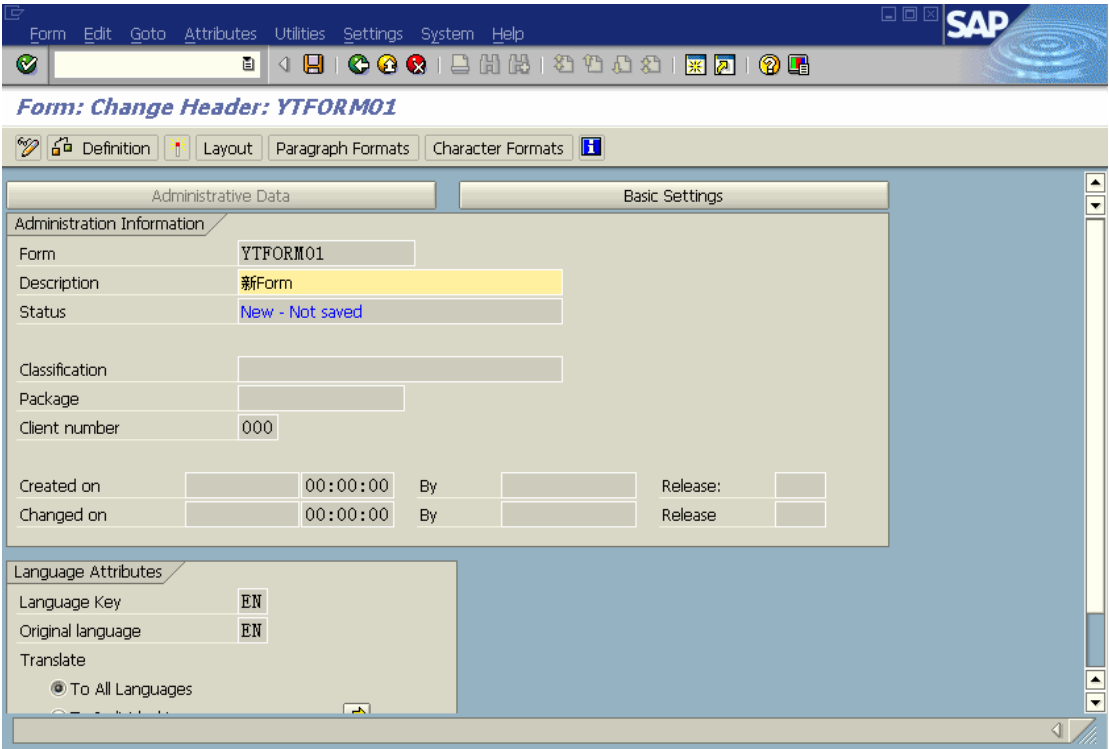 Form Edit Goto Attributes Utilities Settings System Help
SAP
Form: Change Header: YTFORM01
Definition Layout Paragraph Formats Character Formats
Administrative Data Basic Settings
Administration Information
Form YTFORM01
Description 新Form
Status New - Not saved
Classification
Package
Client number 000
Created on 00:00:00 By Release:
Changed on 00:00:00 By Release
Language Attributes
Language Key EN
Original language EN
Translate
To All Languages